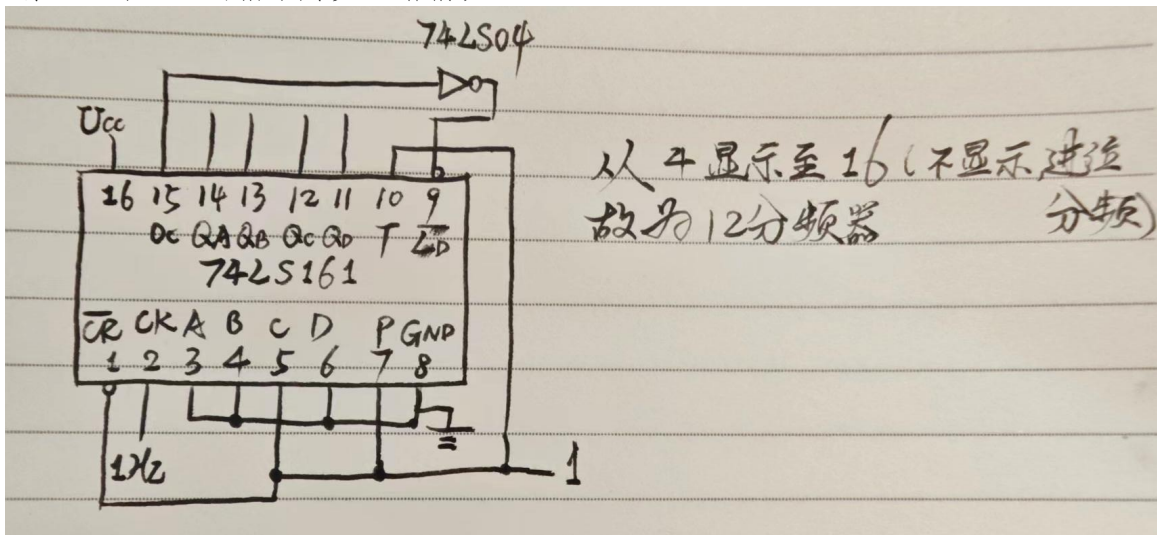 74LS04
Ucc
16 15 14 13 12 11 10 9
Oc QA QB Qc QD T LD
74LS161
CR CK A B C D P GND
1 2 3 4 5 6 7 8
1Hz
1
从4显示至16(不显示进位
故为12分频器 分频)